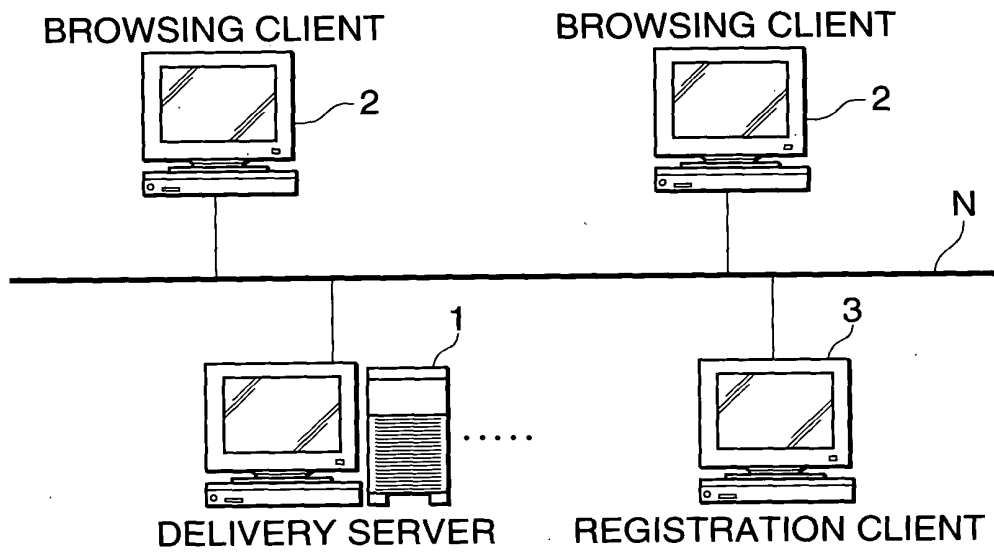 BROWSING CLIENT
BROWSING CLIENT
2
2
N
1
3
DELIVERY SERVER
REGISTRATION CLIENT